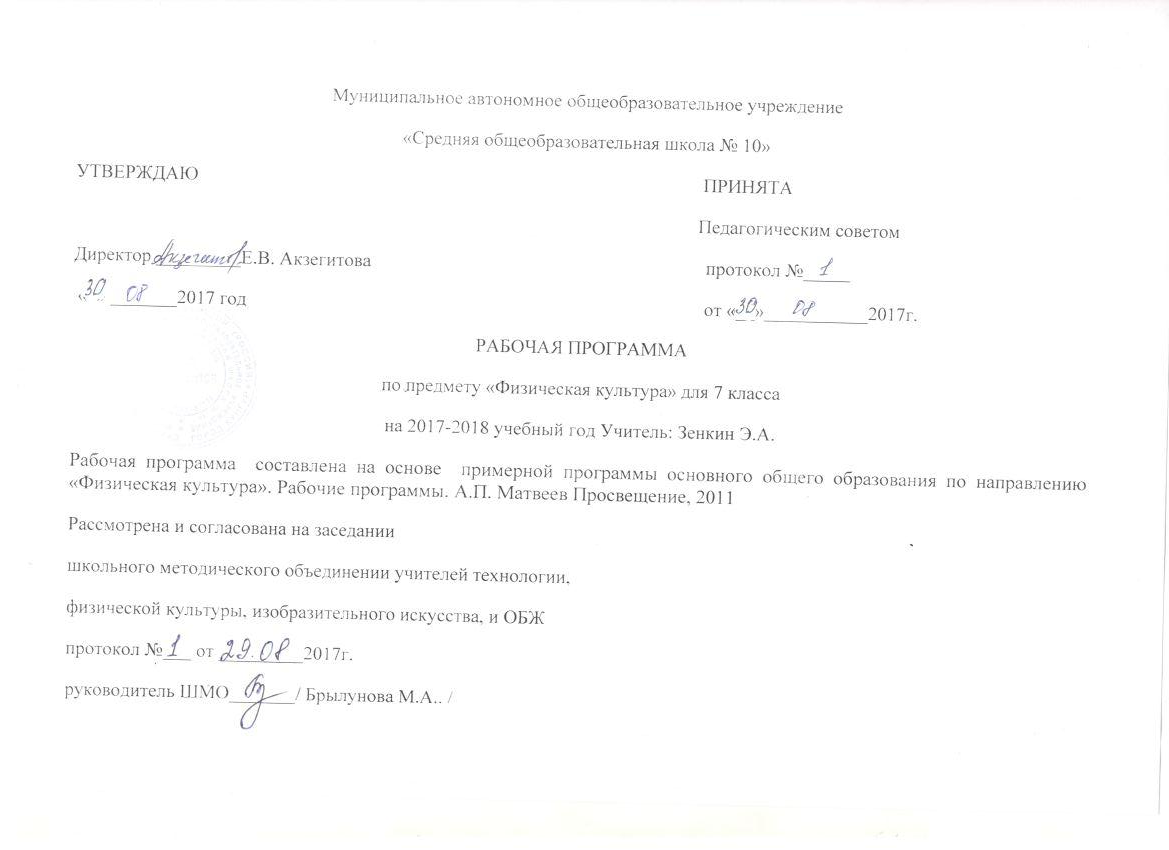 Муниципальное автономное общеобразовательное учреждение
«Средняя общеобразовательная школа № 10»
УТВЕРЖДАЮ
ПРИНЯТА
Педагогическим советом
Директор Акзегитов Е.В. Акзегитова
протокол № 1
«30 08 2017 год
от «30» 08 2017г.
РАБОЧАЯ ПРОГРАММА
по предмету «Физическая культура» для 7 класса
на 2017-2018 учебный год Учитель: Зенкин Э.А.
Рабочая программа составлена на основе примерной программы основного общего образования по направлению
«Физическая культура». Рабочие программы. А.П. Матвеев Просвещение, 2011
Рассмотрена и согласована на заседании
школьного методического объединении учителей технологии,
физической культуры, изобразительного искусства, и ОБЖ
протокол № 1 от 29.08 2017г.
руководитель ШМО / Брылунова М.А.. /